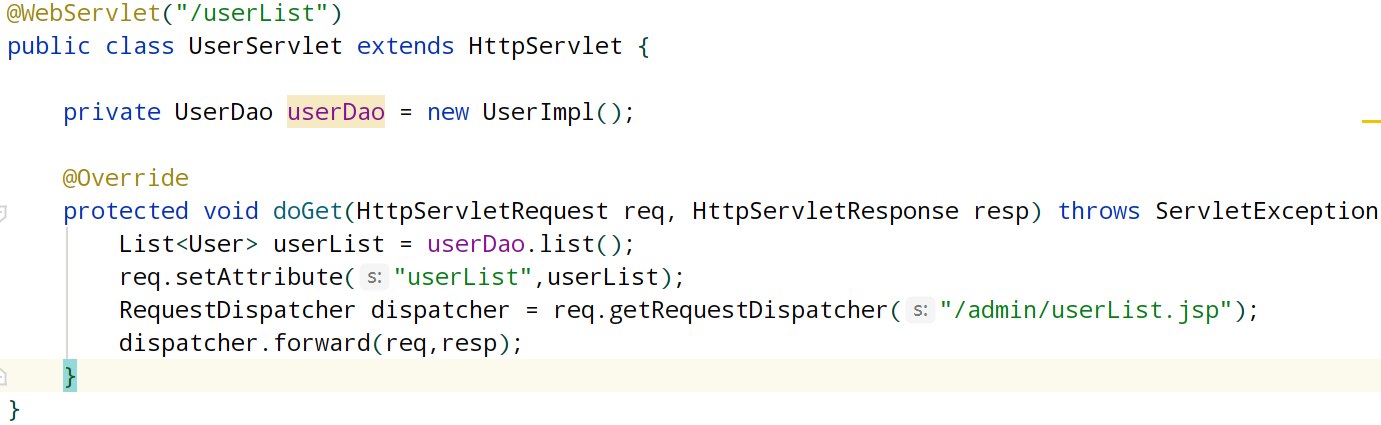 @WebServlet("/userList")
public class UserServlet extends HttpServlet {
private UserDao userDao = new UserImpl();
@Override
protected void doGet(HttpServletRequest req, HttpServletResponse resp) throws ServletException
List<User> userList = userDao.list();
req.setAttribute( s: "userList",userList);
RequestDispatcher dispatcher = req.getRequestDispatcher( s: "/admin/userList.jsp");
dispatcher.forward(req,resp);
}
}